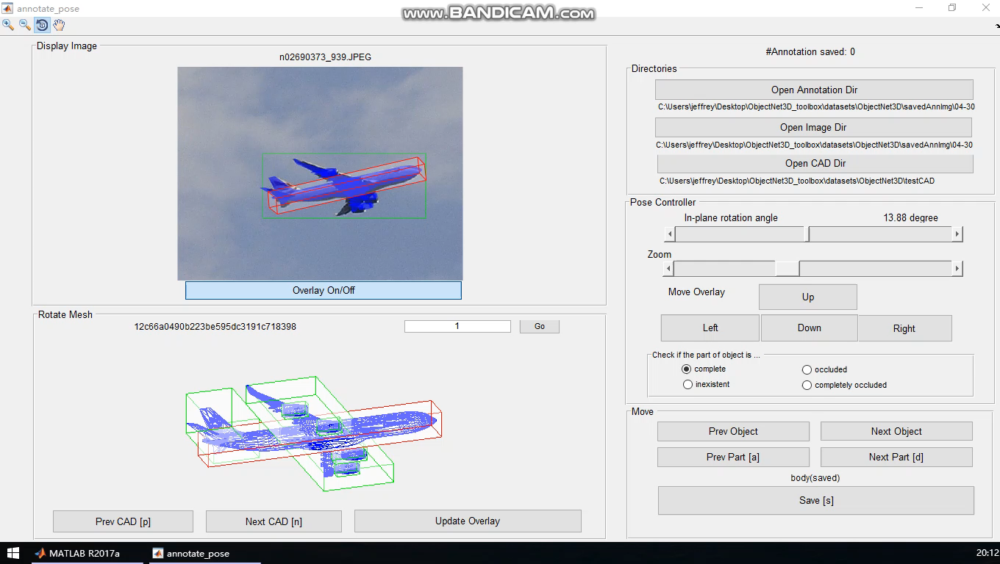 annotate_pose
www.BANDICAM.com
Display Image
n02690373_939.JPEG
Overlay On/Off
Rotate Mesh
12c66a0490b223be595dc3191c718398
1
Go
Prev CAD [p]
Next CAD [n]
Update Overlay
#Annotation saved: 0
Directories
Open Annotation Dir
C:\Users\jeffrey\Desktop\ObjectNet3D_toolbox\datasets\ObjectNet3D\savedAnnImg\04-30
Open Image Dir
C:\Users\jeffrey\Desktop\ObjectNet3D_toolbox\datasets\ObjectNet3D\savedAnnImg\04-30
Open CAD Dir
C:\Users\jeffrey\Desktop\ObjectNet3D_toolbox\datasets\ObjectNet3D\testCAD
Pose Controller
In-plane rotation angle
13.88 degree
Zoom
Move Overlay
Up
Left
Down
Right
Check if the part of object is ...
complete
occluded
inexistent
completely occluded
Move
Prev Object
Next Object
Prev Part [a]
Next Part [d]
body(saved)
Save [s]
MATLAB R2017a
annotate_pose
20:12